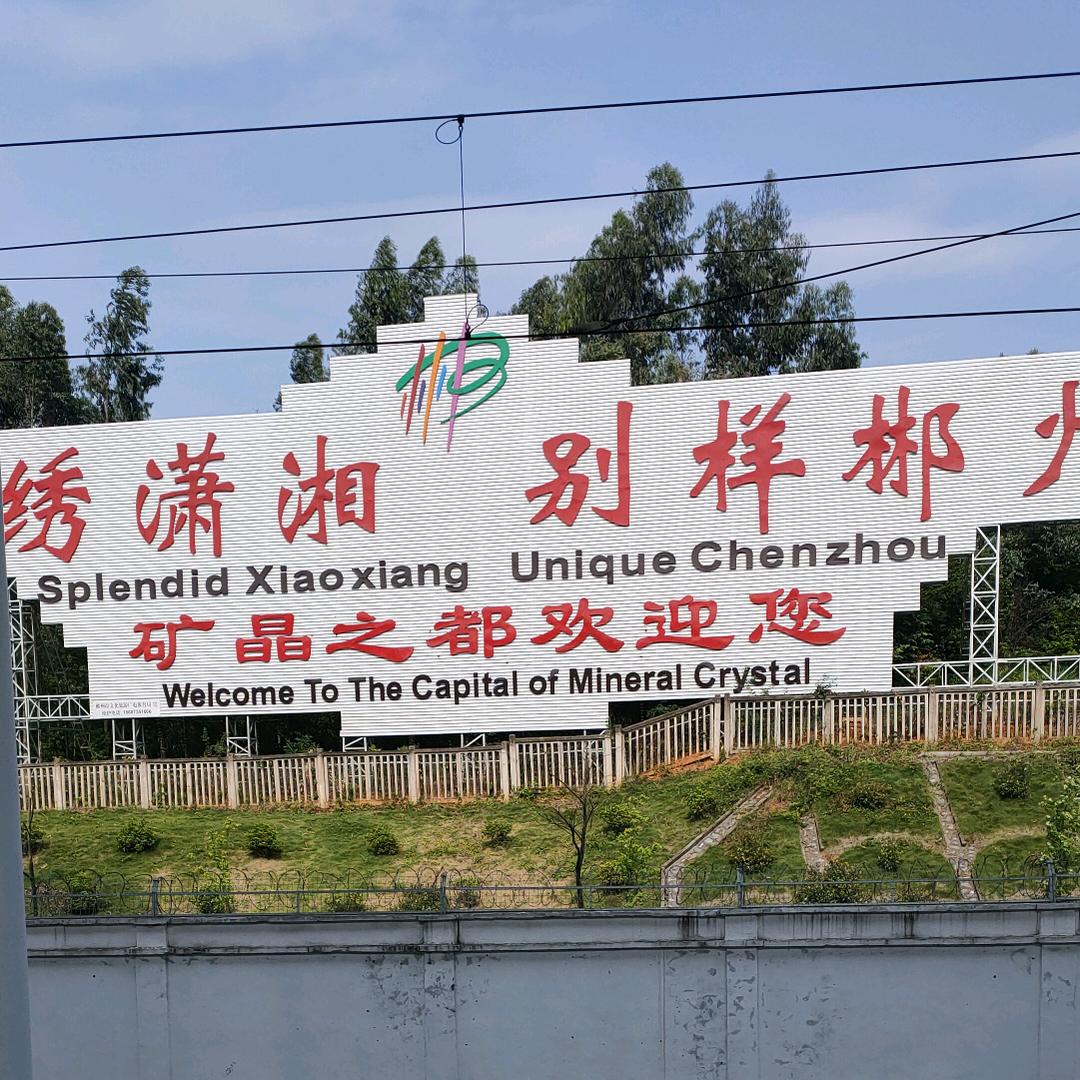 绣潇湘 别样郴州
Splendid Xiaoxiang Unique Chenzhou
矿晶之都欢迎您
Welcome To The Capital of Mineral Crystal